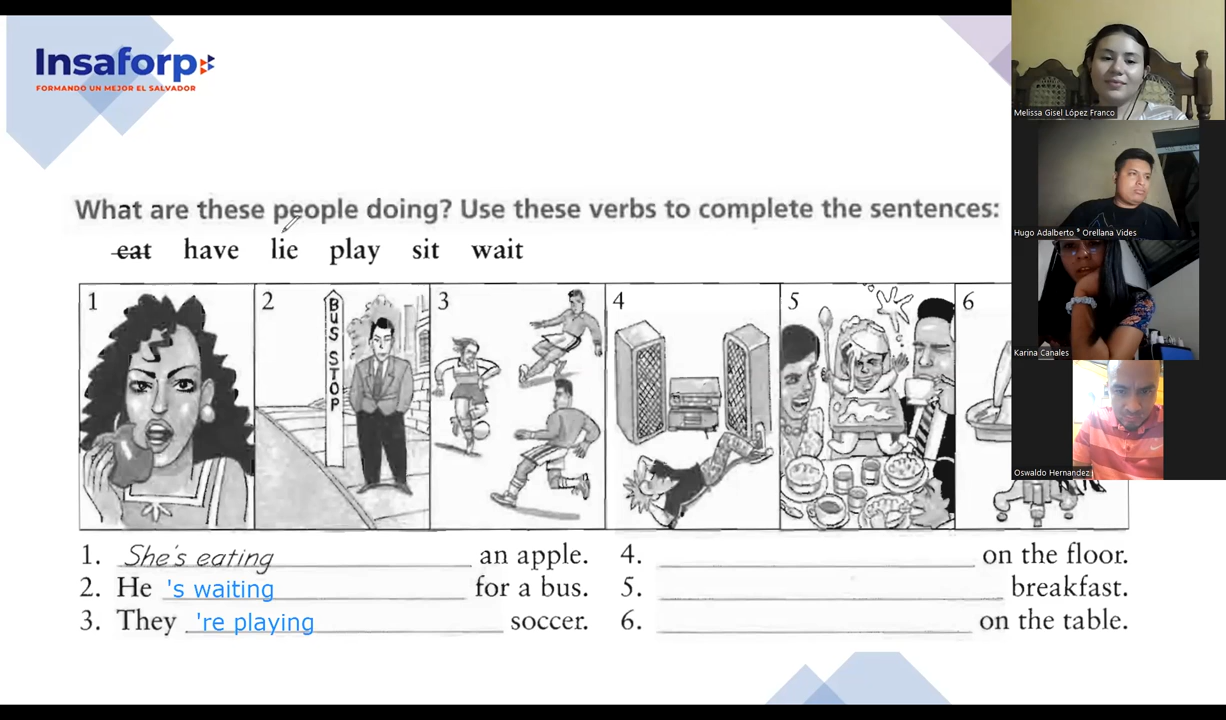 Insaforp
FORMANDO UN MEJOR EL SALVADOR
What are these people doing? Use these verbs to complete the sentences:
eat have lie play sit wait
1 2 3 4 5 6
BUS STOP
1. She's eating an apple.
2. He 's waiting for a bus.
3. They 're playing soccer.
4. on the floor.
5. breakfast.
6. on the table.
Melissa Gisel López Franco
Hugo Adalberto * Orellana Vides
Karina Canales
Oswaldo Hernandez